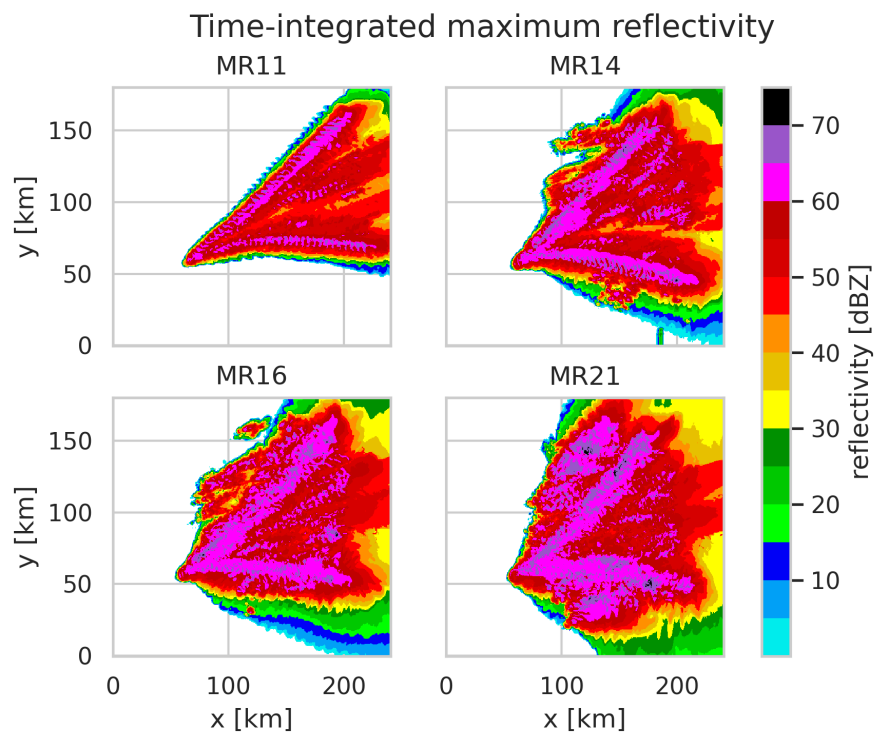 Time-integrated maximum reflectivity
MR11
MR14
150
100
50
0
y [km]
MR16
MR21
150
100
50
0
y [km]
0
100
200
x [km]
0
100
200
x [km]
70
60
50
40
30
20
10
reflectivity [dBZ]